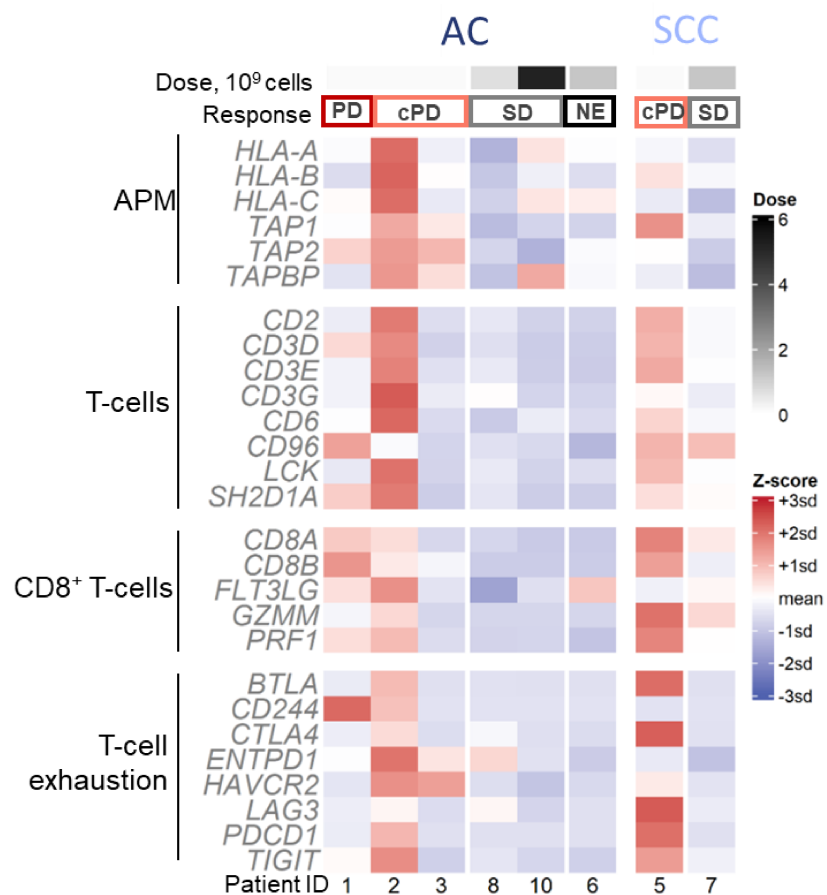 AC SCC
Dose, 10⁹ cells
Response PD cPD SD NE cPD SD
APM
HLA-A
HLA-B
HLA-C
TAP1
TAP2
TAPBP
T-cells
CD2
CD3D
CD3E
CD3G
CD6
CD96
LCK
SH2D1A
CD8⁺ T-cells
CD8A
CD8B
FLT3LG
GZMM
PRF1
T-cell
exhaustion
BTLA
CD244
CTLA4
ENTPD1
HAVCR2
LAG3
PDCD1
TIGIT
Patient ID 1 2 3 8 10 6 5 7
Dose
6
4
2
0
Z-score
+3sd
+2sd
+1sd
mean
-1sd
-2sd
-3sd